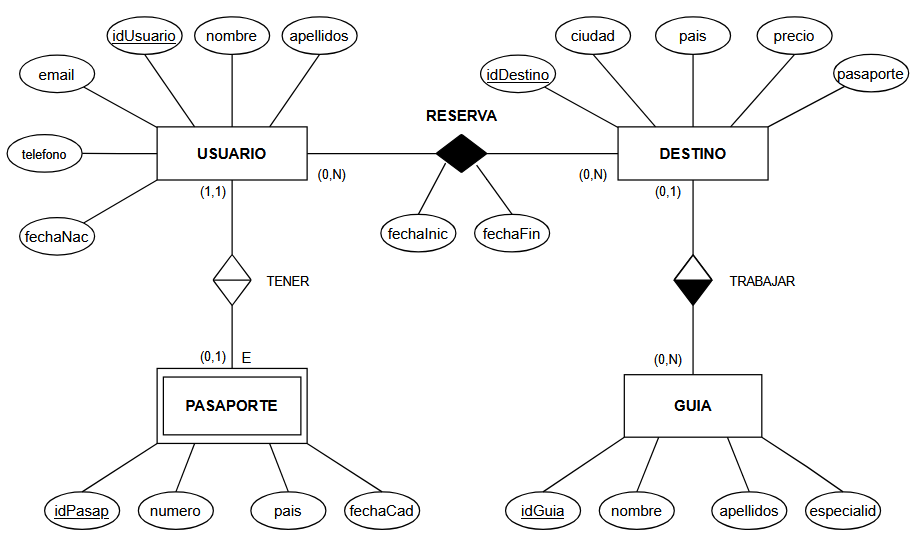 idUsuario
nombre
apellidos
ciudad
pais
precio
email
idDestino
pasaporte
RESERVA
telefono
USUARIO
DESTINO
(0,N)
(0,N)
(1,1)
(0,1)
fechaNac
fechaInic
fechaFin
TENER
TRABAJAR
(0,1)
E
(0,N)
PASAPORTE
GUIA
idPasap
numero
pais
fechaCad
idGuia
nombre
apellidos
especialid